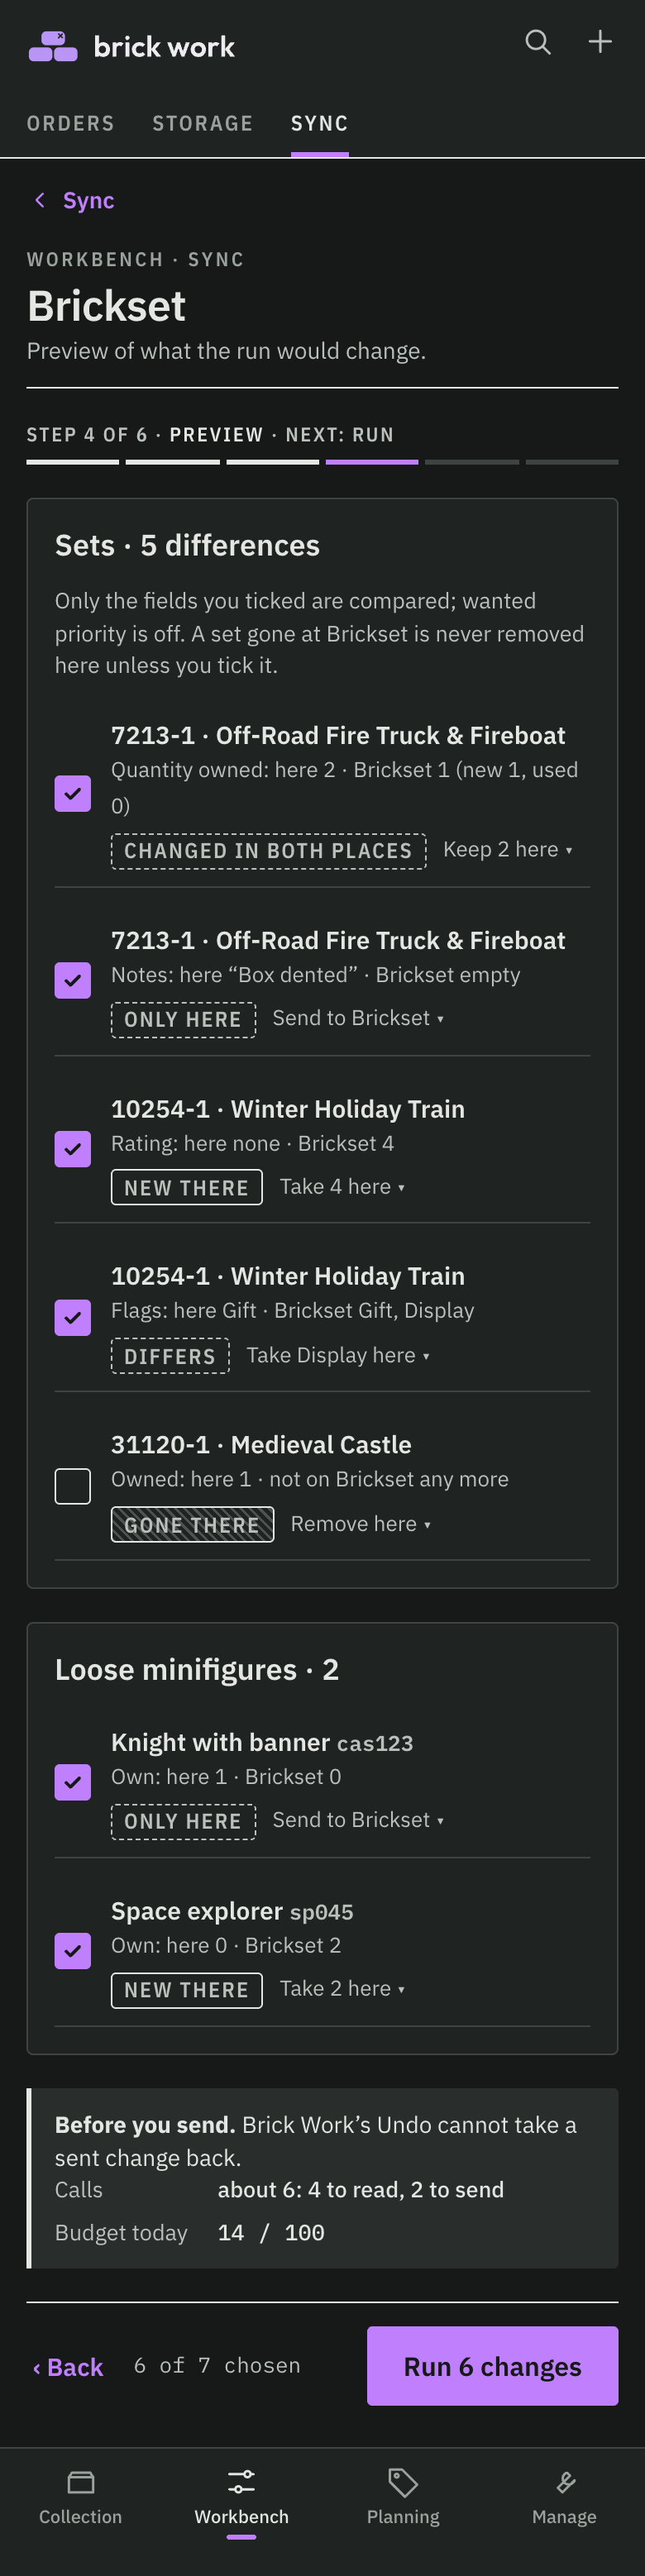 brick work
ORDERS STORAGE SYNC
‹ Sync
WORKBENCH · SYNC
Brickset
Preview of what the run would change.
STEP 4 OF 6 · PREVIEW · NEXT: RUN
Sets · 5 differences
Only the fields you ticked are compared; wanted
priority is off. A set gone at Brickset is never removed
here unless you tick it.
7213-1 · Off-Road Fire Truck & Fireboat
Quantity owned: here 2 · Brickset 1 (new 1, used
0)
CHANGED IN BOTH PLACES Keep 2 here ▾
7213-1 · Off-Road Fire Truck & Fireboat
Notes: here “Box dented” · Brickset empty
ONLY HERE Send to Brickset ▾
10254-1 · Winter Holiday Train
Rating: here none · Brickset 4
NEW THERE Take 4 here ▾
10254-1 · Winter Holiday Train
Flags: here Gift · Brickset Gift, Display
DIFFERS Take Display here ▾
31120-1 · Medieval Castle
Owned: here 1 · not on Brickset any more
GONE THERE Remove here ▾
Loose minifigures · 2
Knight with banner cas123
Own: here 1 · Brickset 0
ONLY HERE Send to Brickset ▾
Space explorer sp045
Own: here 0 · Brickset 2
NEW THERE Take 2 here ▾
Before you send. Brick Work’s Undo cannot take a
sent change back.
Calls about 6: 4 to read, 2 to send
Budget today 14 / 100
‹ Back 6 of 7 chosen Run 6 changes
Collection Workbench Planning Manage